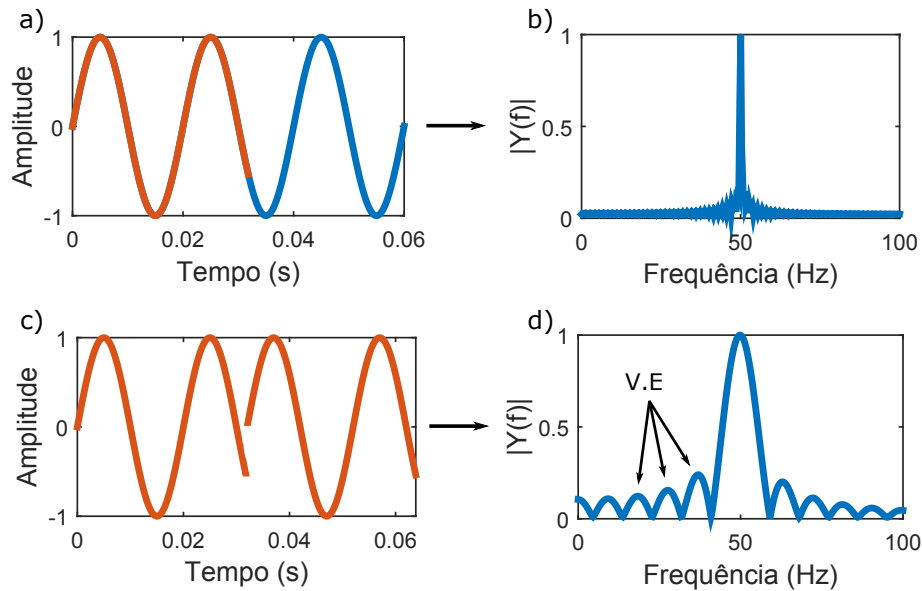 a)
Amplitude
1
0
-1
0
0.02
0.04
0.06
Tempo (s)
b)
|Y(f)|
1
0.5
0
0
50
100
Frequência (Hz)
c)
Amplitude
1
0
-1
0
0.02
0.04
0.06
Tempo (s)
d)
|Y(f)|
1
0.5
0
V.E
0
50
100
Frequência (Hz)